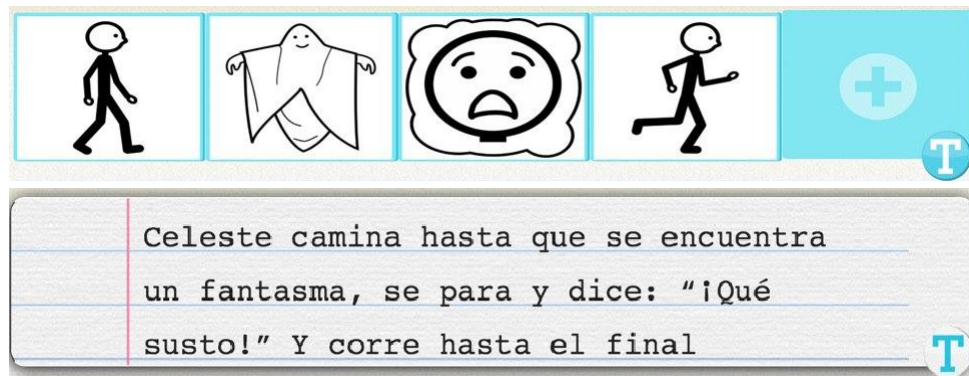 T
Celeste camina hasta que se encuentra
un fantasma, se para y dice: “¡Qué
susto!” Y corre hasta el final
T